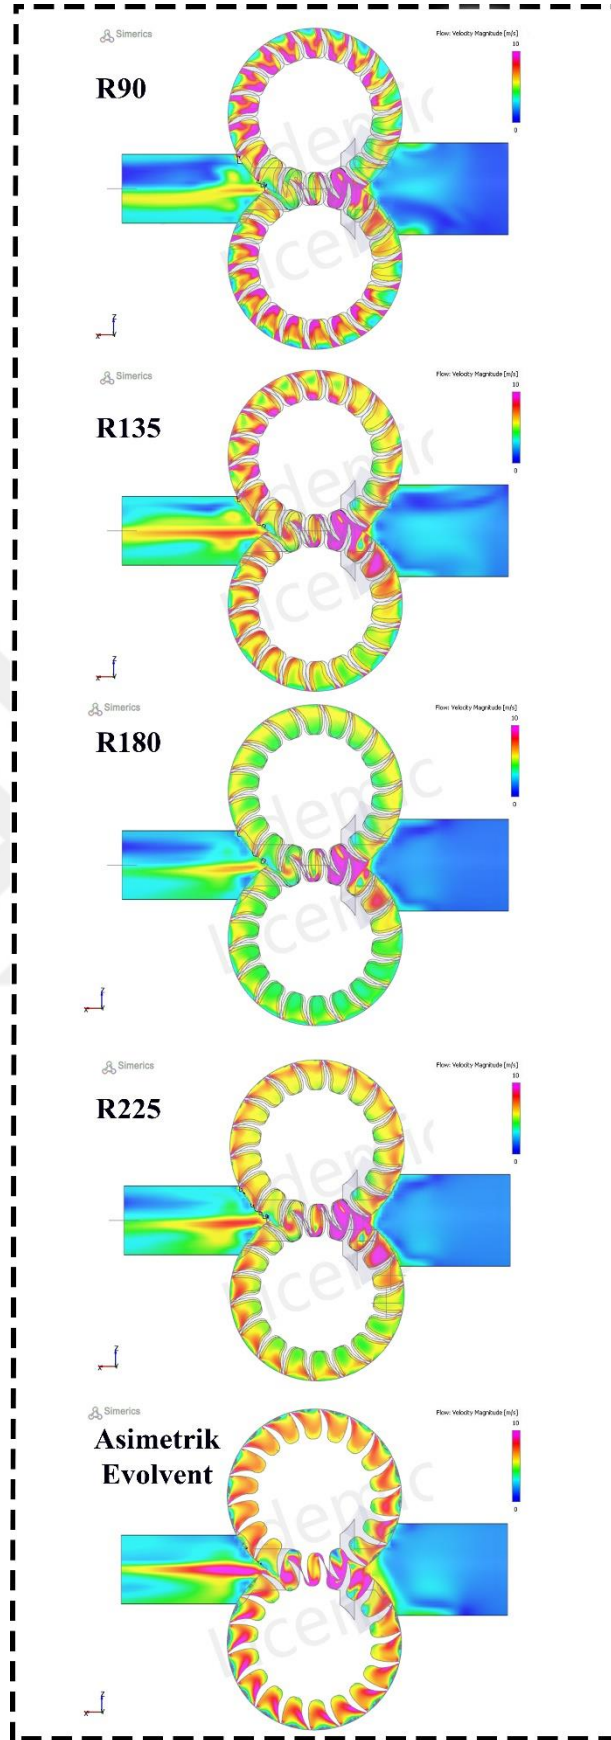 Simerics
Flow: Velocity Magnitude [m/s]
10
R90
0
Z
X Y
Simerics
Flow: Velocity Magnitude [m/s]
10
R135
0
Z
X Y
Simerics
Flow: Velocity Magnitude [m/s]
10
R180
0
Z
X Y
Simerics
Flow: Velocity Magnitude [m/s]
10
R225
0
Z
X Y
Simerics
Flow: Velocity Magnitude [m/s]
10
Asimetrik
Evolvent
0
Z
X Y